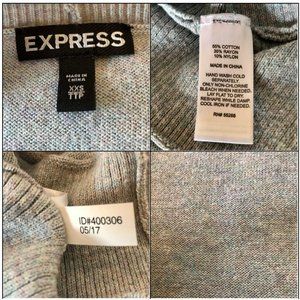 EXPRESS
MADE IN
CHINA
XXS
TTF
55% COTTON
35% RAYON
10% NYLON
MADE IN CHINA
HAND WASH COLD
SEPARATELY
ONLY NON-CHLORINE
BLEACH WHEN NEEDED.
LAY FLAT TO DRY.
RESHAPE WHILE DAMP.
COOL IRON IF NEEDED.
RN# 55285
ID#400306
05/17